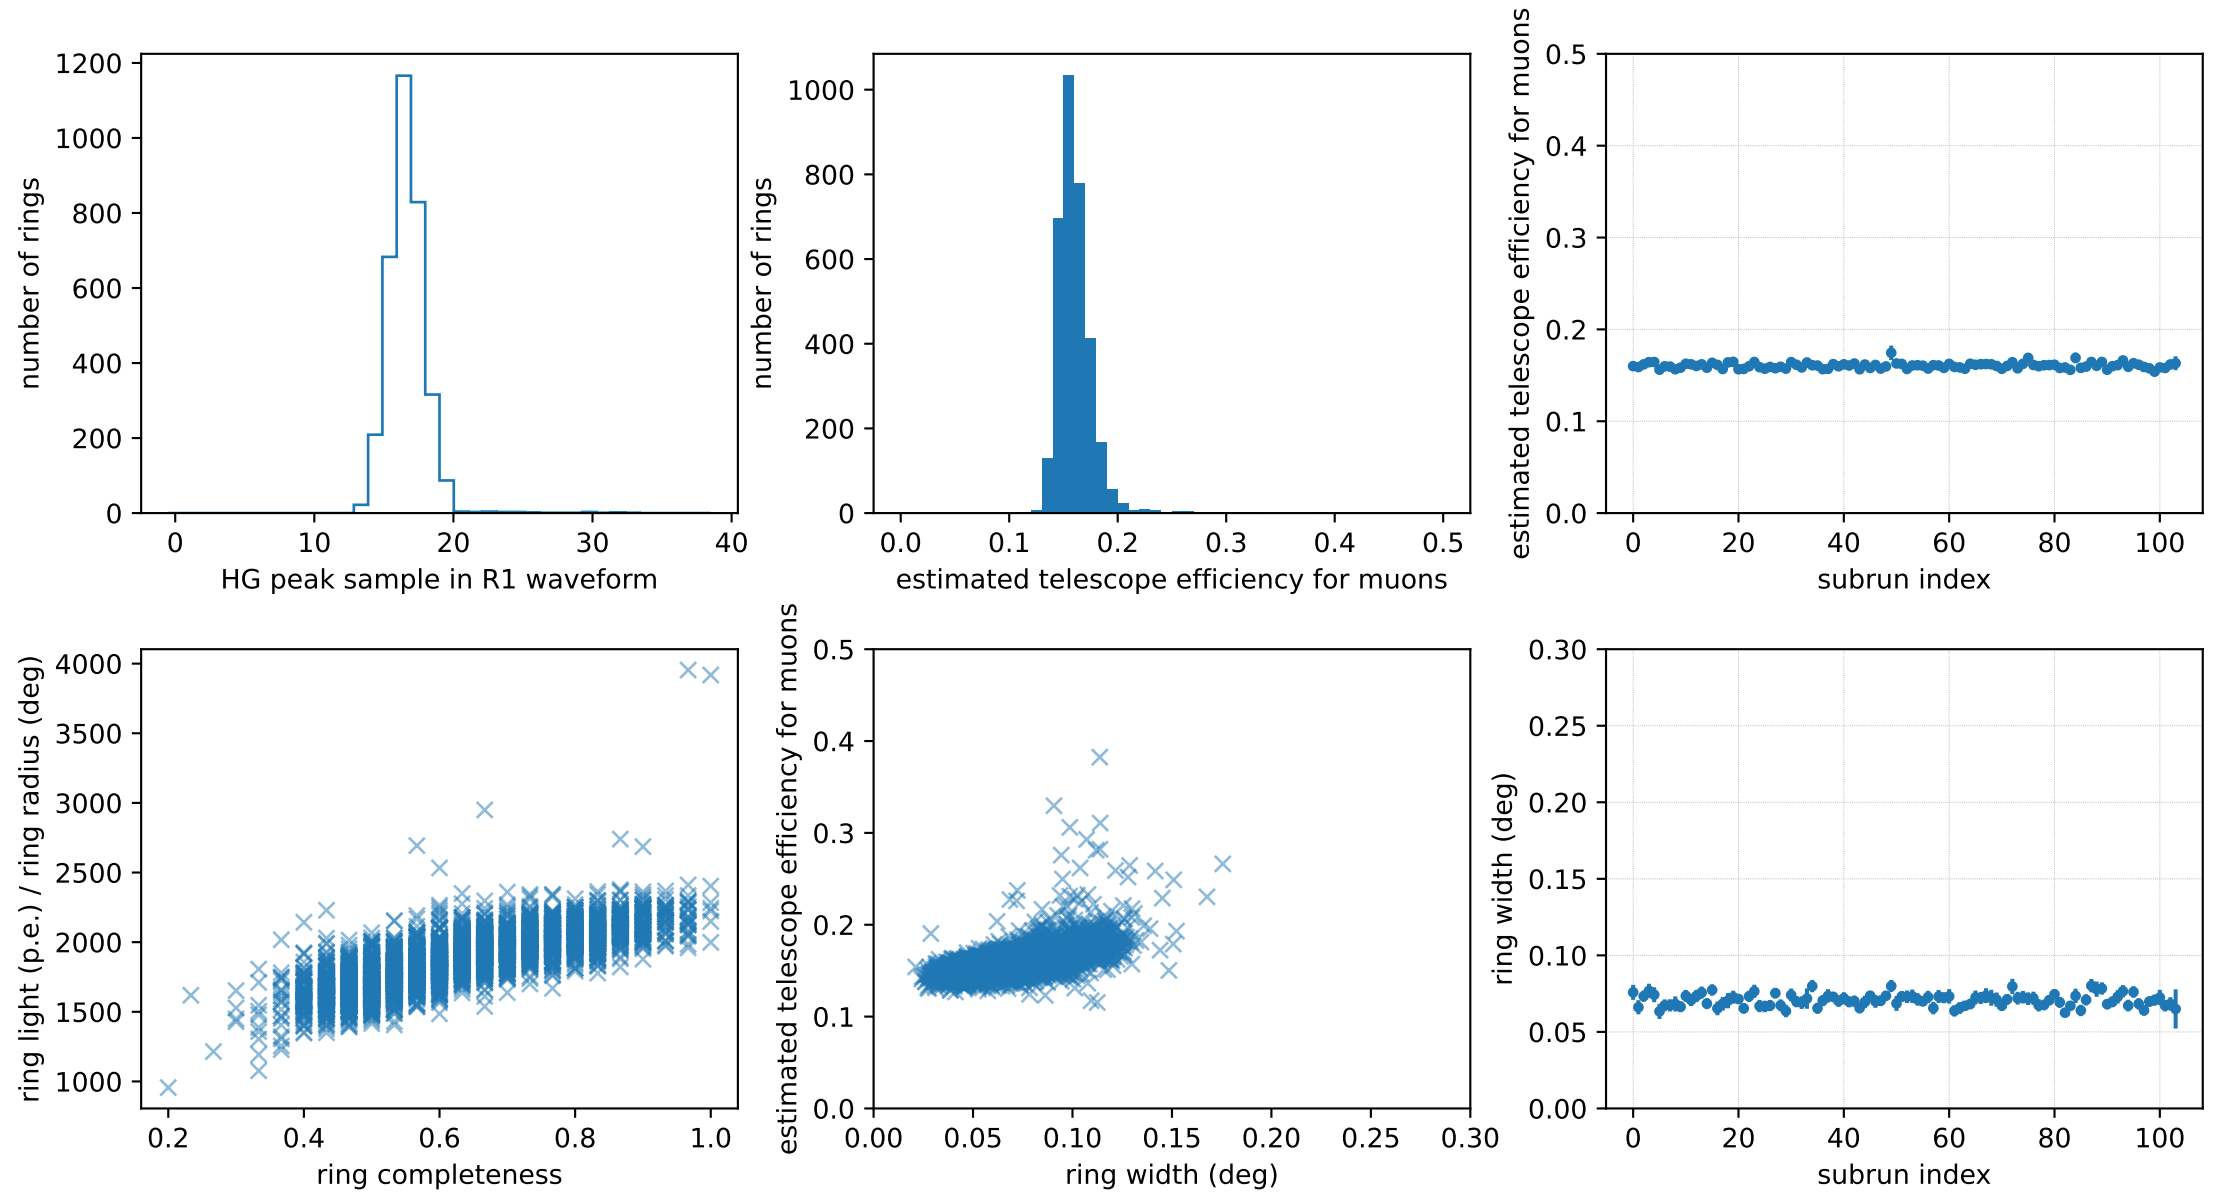 1200
1000
800
600
400
200
0
number of rings
0 10 20 30 40
HG peak sample in R1 waveform
1000
800
600
400
200
0
number of rings
0.0 0.1 0.2 0.3 0.4 0.5
estimated telescope efficiency for muons
0.5
0.4
0.3
0.2
0.1
0.0
estimated telescope efficiency for muons
0 20 40 60 80 100
subrun index
4000
3500
3000
2500
2000
1500
1000
ring light (p.e.) / ring radius (deg)
0.2 0.4 0.6 0.8 1.0
ring completeness
0.5
0.4
0.3
0.2
0.1
0.0
estimated telescope efficiency for muons
0.00 0.05 0.10 0.15 0.20 0.25 0.30
ring width (deg)
0.30
0.25
0.20
0.15
0.10
0.05
0.00
ring width (deg)
0 20 40 60 80 100
subrun index